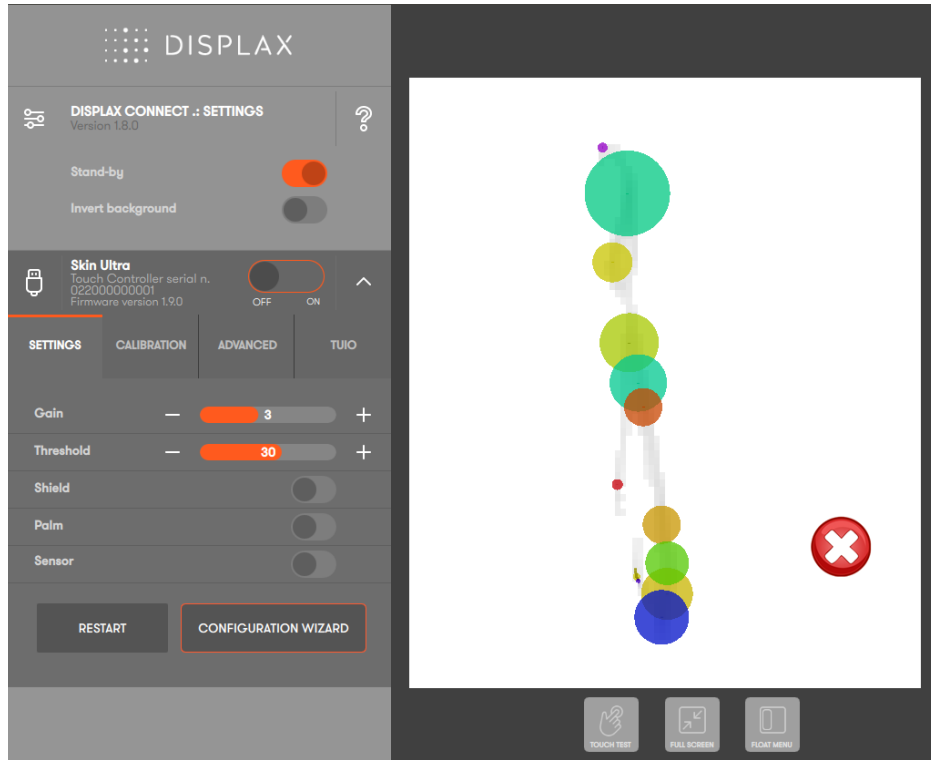 DISPLAX
DISPLAX CONNECT .: SETTINGS
Version 1.8.0
Stand-by
Invert background
Skin Ultra
Touch Controller serial n.
022000000001
Firmware version 1.9.0
OFF ON
SETTINGS CALIBRATION ADVANCED TUIO
Gain 3
Threshold 30
Shield
Palm
Sensor
RESTART CONFIGURATION WIZARD
TOUCH TEST FULL SCREEN FLOAT MENU